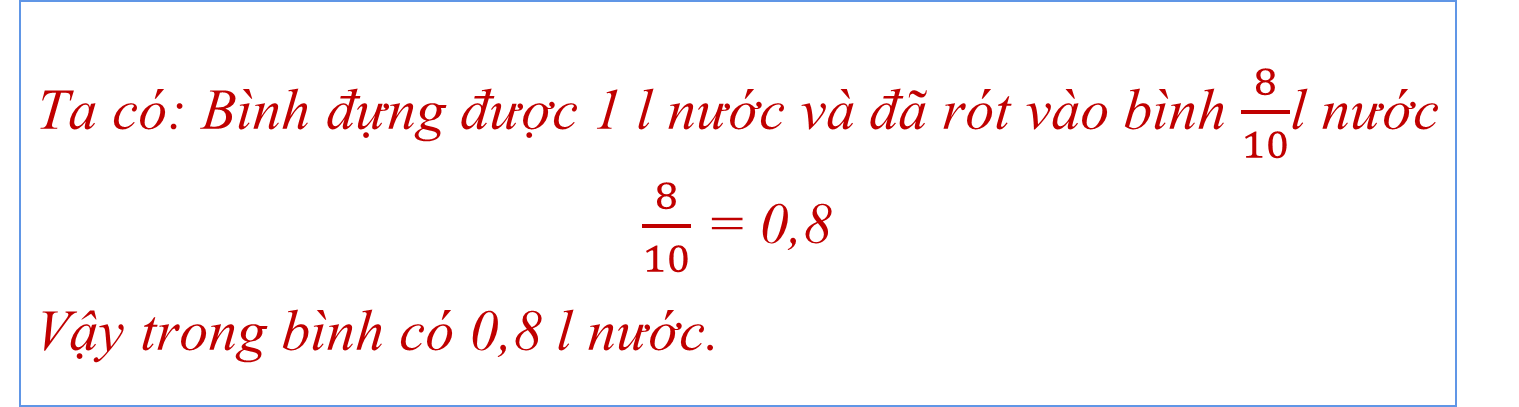 Ta có: Bình đựng được 1 l nước và đã rót vào bình 8/10 l nước
8/10 = 0,8
Vậy trong bình có 0,8 l nước.